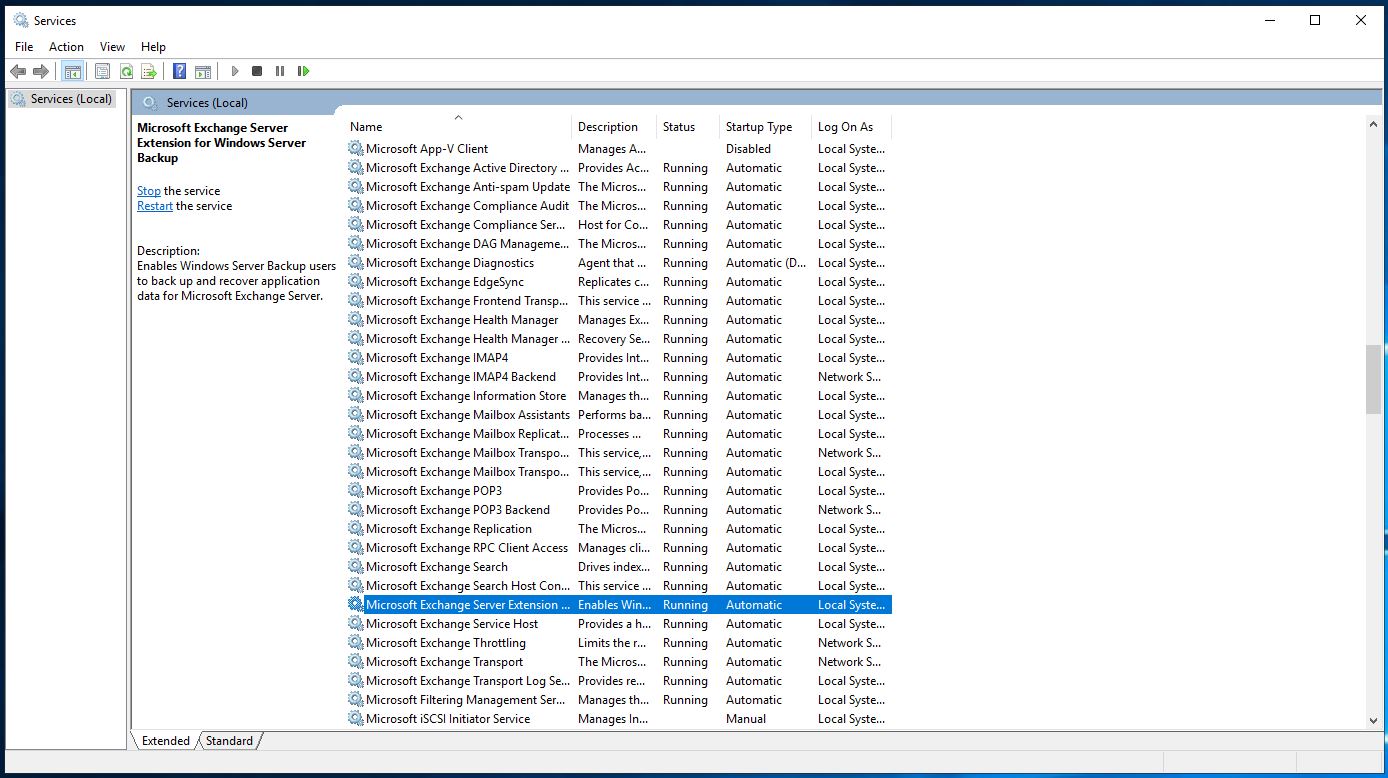 Services
File Action View Help
Services (Local)
Services (Local)
Microsoft Exchange Server
Extension for Windows Server
Backup
Stop the service
Restart the service
Description:
Enables Windows Server Backup users
to back up and recover application
data for Microsoft Exchange Server.
Name Description Status Startup Type Log On As
Microsoft App-V Client Manages A... Disabled Local Syste...
Microsoft Exchange Active Directory ... Provides Ac... Running Automatic Local Syste...
Microsoft Exchange Anti-spam Update The Micros... Running Automatic Local Syste...
Microsoft Exchange Compliance Audit The Micros... Running Automatic Local Syste...
Microsoft Exchange Compliance Ser... Host for Co... Running Automatic Local Syste...
Microsoft Exchange DAG Manageme... The Micros... Running Automatic Local Syste...
Microsoft Exchange Diagnostics Agent that ... Running Automatic (D... Local Syste...
Microsoft Exchange EdgeSync Replicates c... Running Automatic Local Syste...
Microsoft Exchange Frontend Transp... This service ... Running Automatic Local Syste...
Microsoft Exchange Health Manager Manages Ex... Running Automatic Local Syste...
Microsoft Exchange Health Manager ... Recovery Se... Running Automatic Local Syste...
Microsoft Exchange IMAP4 Provides Int... Running Automatic Local Syste...
Microsoft Exchange IMAP4 Backend Provides Int... Running Automatic Network S...
Microsoft Exchange Information Store Manages th... Running Automatic Local Syste...
Microsoft Exchange Mailbox Assistants Performs ba... Running Automatic Local Syste...
Microsoft Exchange Mailbox Replicat... Processes ... Running Automatic Local Syste...
Microsoft Exchange Mailbox Transpo... This service,... Running Automatic Network S...
Microsoft Exchange Mailbox Transpo... This service,... Running Automatic Local Syste...
Microsoft Exchange POP3 Provides Po... Running Automatic Local Syste...
Microsoft Exchange POP3 Backend Provides Po... Running Automatic Network S...
Microsoft Exchange Replication The Micros... Running Automatic Local Syste...
Microsoft Exchange RPC Client Access Manages cli... Running Automatic Local Syste...
Microsoft Exchange Search Drives index... Running Automatic Local Syste...
Microsoft Exchange Search Host Con... This service ... Running Automatic Local Syste...
Microsoft Exchange Server Extension ... Enables Win... Running Automatic Local Syste...
Microsoft Exchange Service Host Provides a h... Running Automatic Local Syste...
Microsoft Exchange Throttling Limits the r... Running Automatic Network S...
Microsoft Exchange Transport The Micros... Running Automatic Network S...
Microsoft Exchange Transport Log Se... Provides re... Running Automatic Local Syste...
Microsoft Filtering Management Ser... Manages th... Running Automatic Local Syste...
Microsoft iSCSI Initiator Service Manages In... Manual Local Syste...
Extended Standard